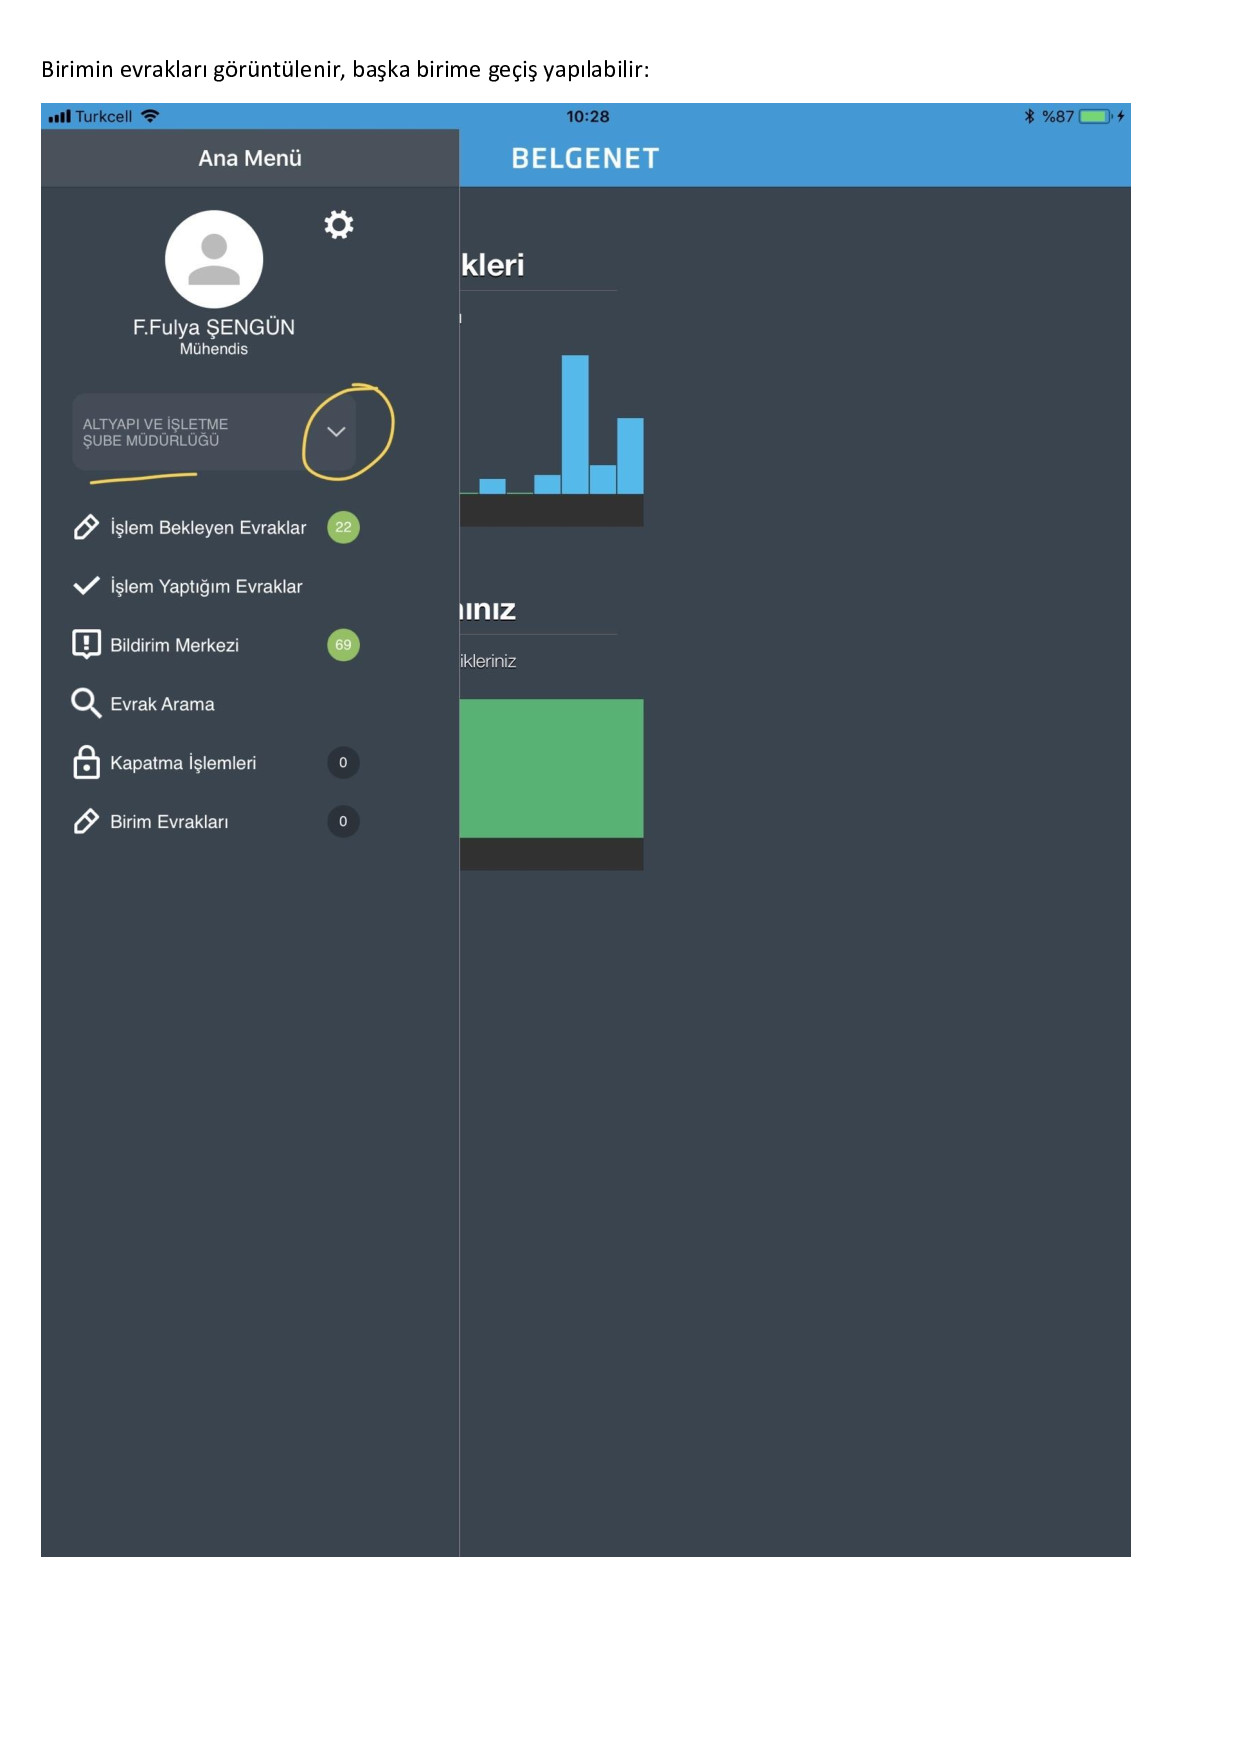 Birimin evrakları görüntülenir, başka birime geçiş yapılabilir:
Turkcell 10:28 %87
Ana Menü
BELGENET
F.Fulya ŞENGÜN
Mühendis
ALTYAPI VE İŞLETME
ŞUBE MÜDÜRLÜĞÜ
İşlem Bekleyen Evraklar 22
İşlem Yaptığım Evraklar
Bildirim Merkezi 69
Evrak Arama
Kapatma İşlemleri 0
Birim Evrakları 0
kleri
ınız
ikleriniz